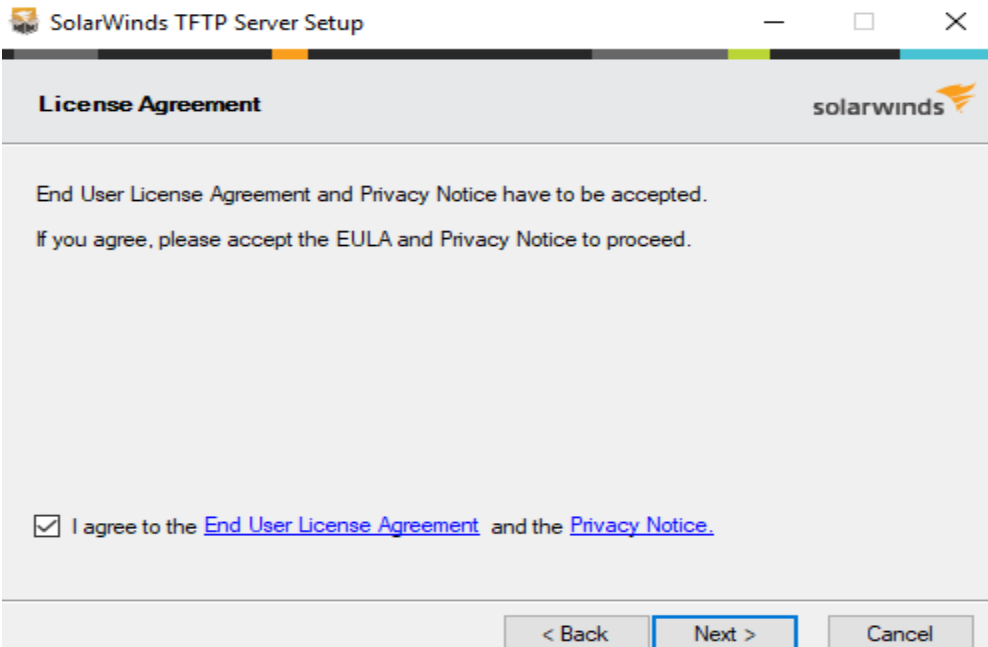 SolarWinds TFTP Server Setup
License Agreement
solarwinds
End User License Agreement and Privacy Notice have to be accepted.
If you agree, please accept the EULA and Privacy Notice to proceed.
I agree to the End User License Agreement and the Privacy Notice.
< Back Next > Cancel